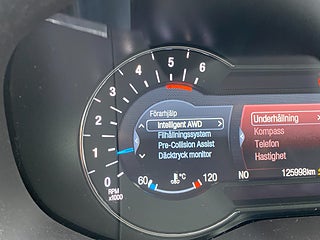 6
5
4
3
2
1
0
RPM
x1000
Förarhjälp
Intelligent AWD
Filhållningssystem
Pre-Collision Assist
Däcktryck monitor
60
°C
120
Underhållning
Kompass
Telefon
Hastighet
NO
125998km